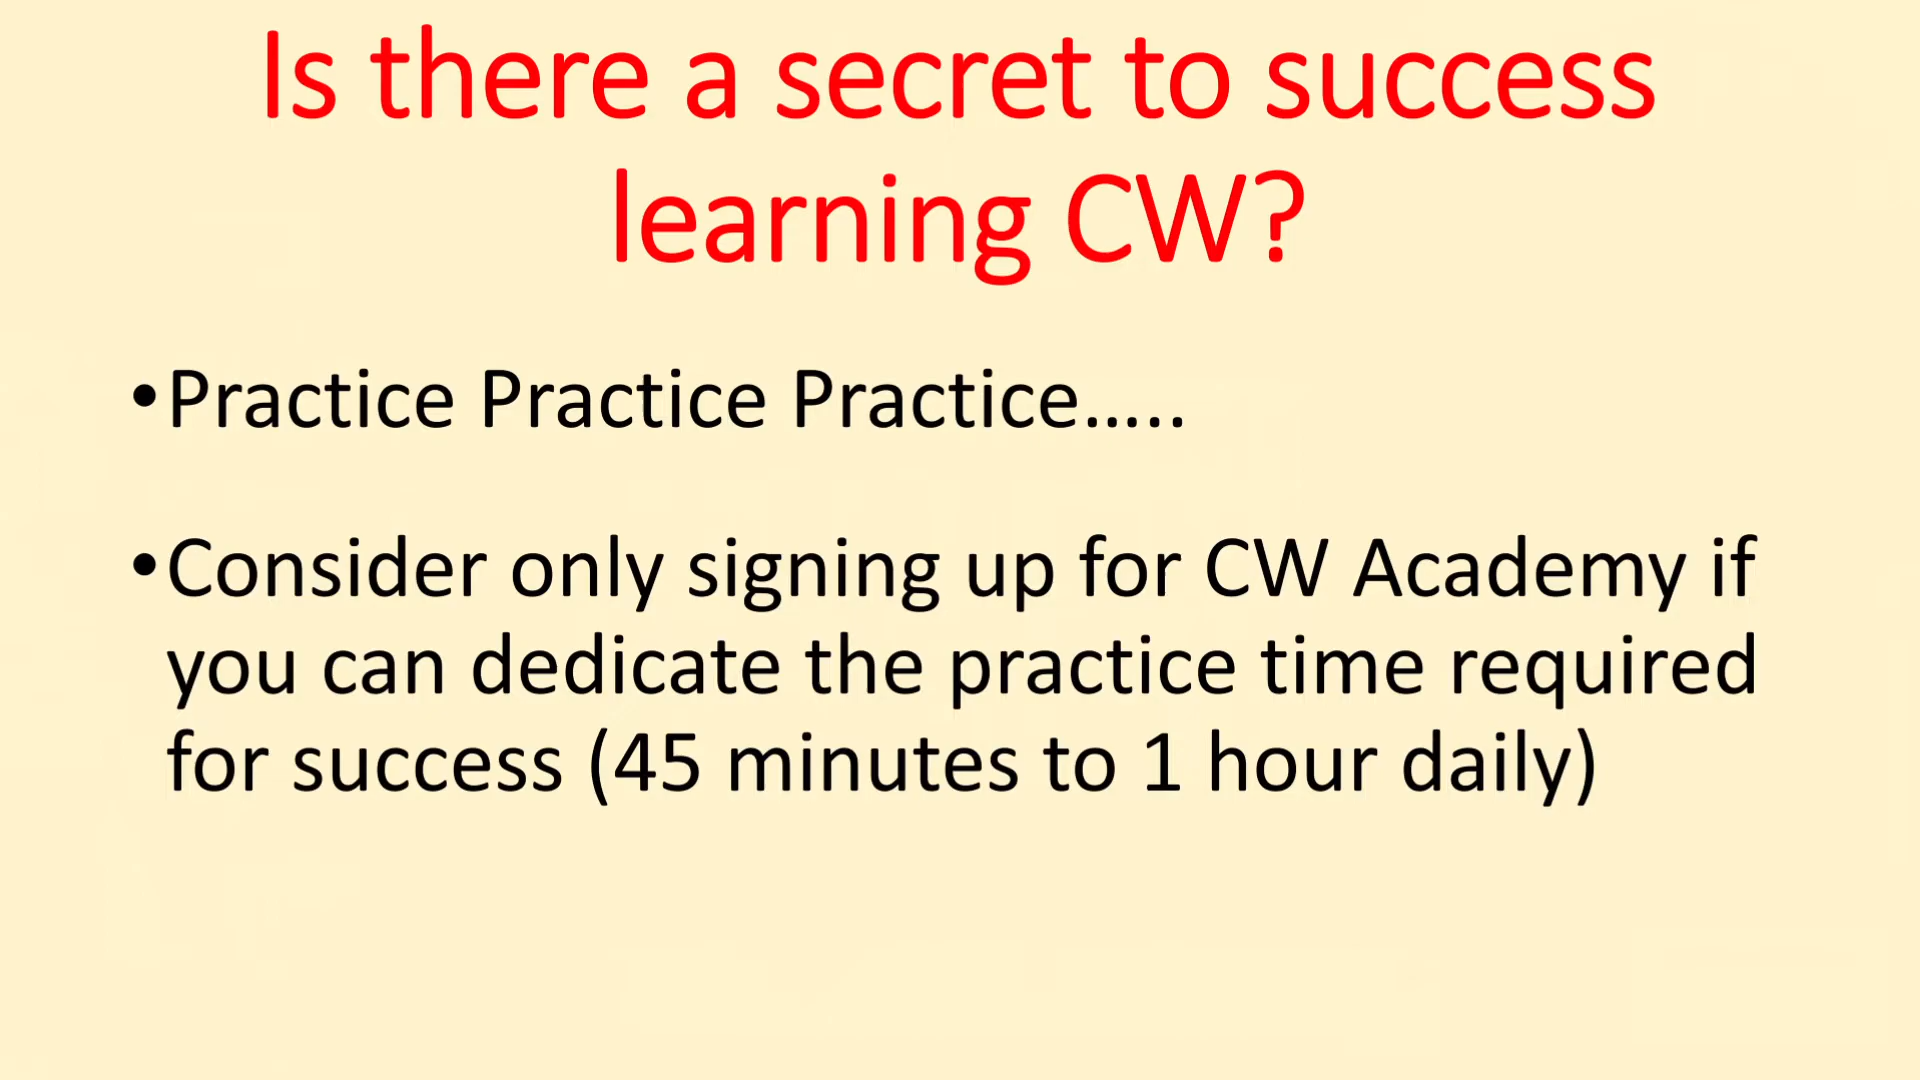 Is there a secret to success
learning CW?
•Practice Practice Practice.....
•Consider only signing up for CW Academy if
you can dedicate the practice time required
for success (45 minutes to 1 hour daily)